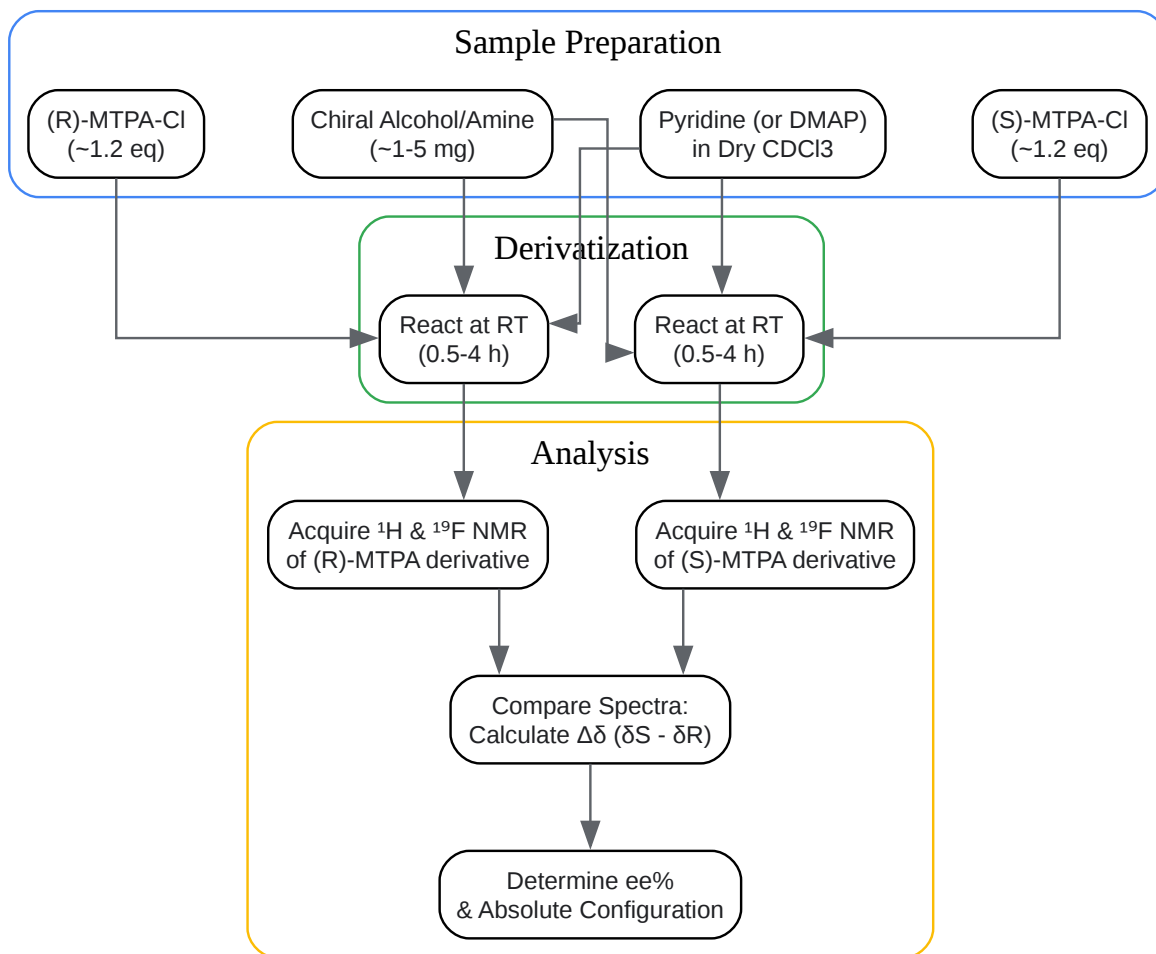 Sample Preparation
(R)-MTPA-Cl
(~1.2 eq)
Chiral Alcohol/Amine
(~1-5 mg)
Pyridine (or DMAP)
in Dry CDCl3
(S)-MTPA-Cl
(~1.2 eq)
Derivatization
React at RT
(0.5-4 h)
React at RT
(0.5-4 h)
Analysis
Acquire ¹H & ¹⁹F NMR
of (R)-MTPA derivative
Acquire ¹H & ¹⁹F NMR
of (S)-MTPA derivative
Compare Spectra:
Calculate Δδ (δS - δR)
Determine ee%
& Absolute Configuration